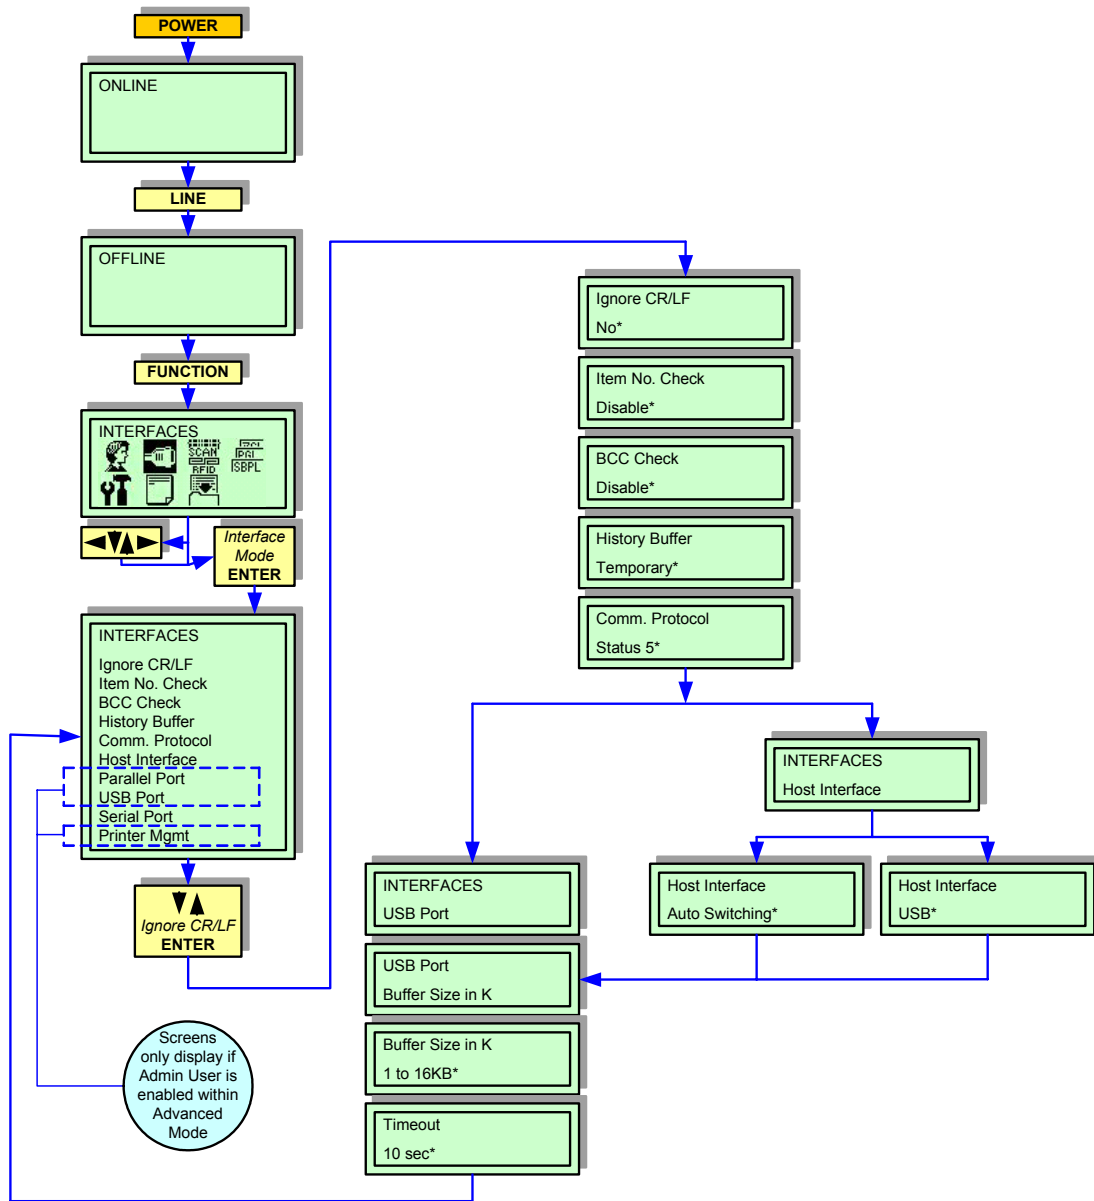 POWER
ONLINE
LINE
OFFLINE
FUNCTION
INTERFACES
SCAN
RFID
PGL
SBPL
Interface
Mode
ENTER
INTERFACES
Ignore CR/LF
Item No. Check
BCC Check
History Buffer
Comm. Protocol
Host Interface
Parallel Port
USB Port
Serial Port
Printer Mgmt
Ignore CR/LF
ENTER
Screens
only display if
Admin User is
enabled within
Advanced
Mode
Ignore CR/LF
No*
Item No. Check
Disable*
BCC Check
Disable*
History Buffer
Temporary*
Comm. Protocol
Status 5*
INTERFACES
Host Interface
Host Interface
Auto Switching*
Host Interface
USB*
INTERFACES
USB Port
USB Port
Buffer Size in K
Buffer Size in K
1 to 16KB*
Timeout
10 sec*